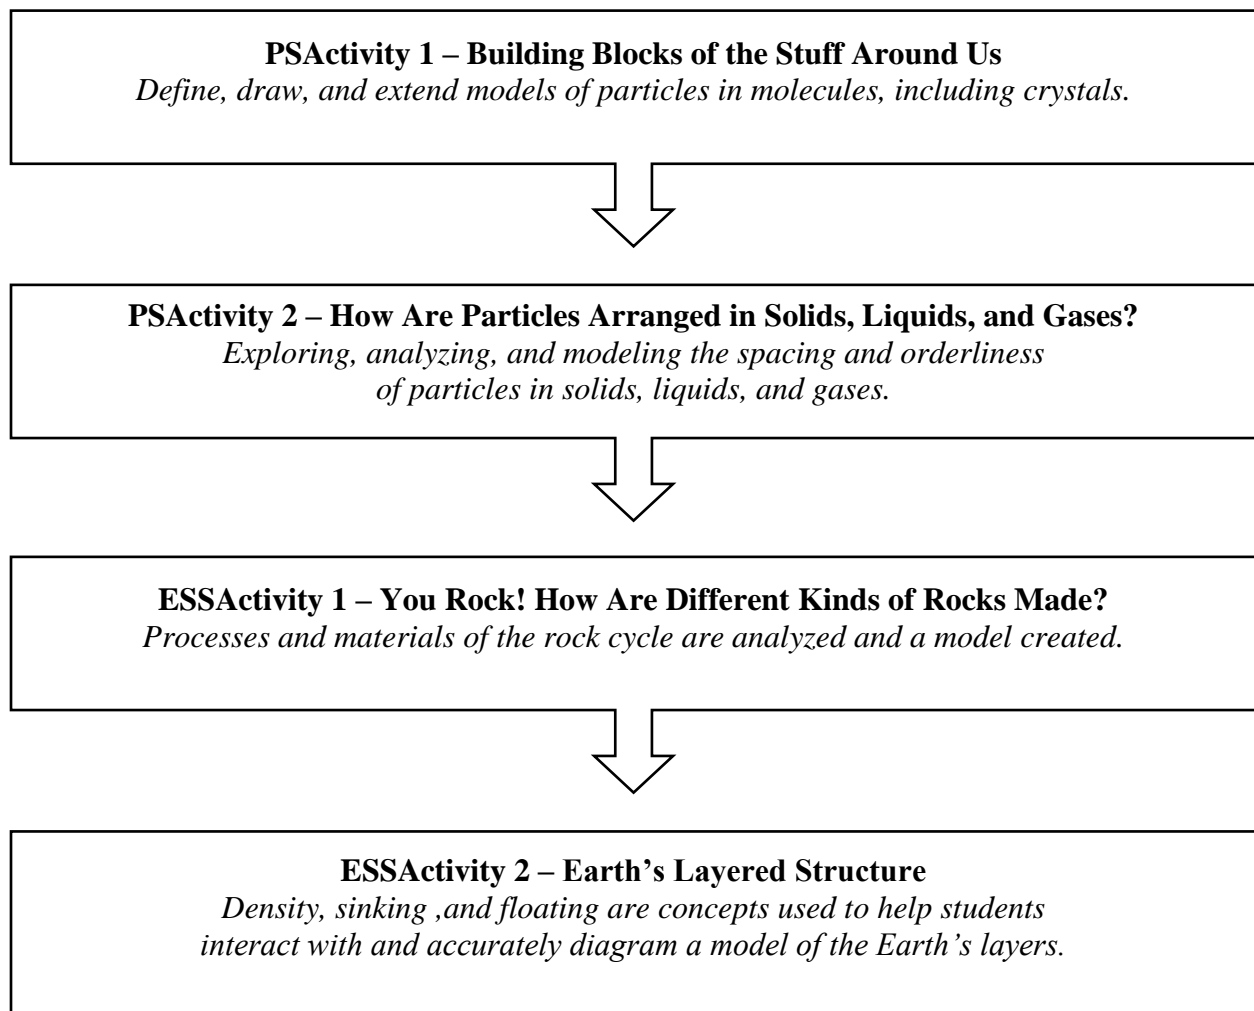 PSActivity 1 – Building Blocks of the Stuff Around Us
Define, draw, and extend models of particles in molecules, including crystals.
PSActivity 2 – How Are Particles Arranged in Solids, Liquids, and Gases?
Exploring, analyzing, and modeling the spacing and orderliness
of particles in solids, liquids, and gases.
ESSActivity 1 – You Rock! How Are Different Kinds of Rocks Made?
Processes and materials of the rock cycle are analyzed and a model created.
ESSActivity 2 – Earth’s Layered Structure
Density, sinking ,and floating are concepts used to help students
interact with and accurately diagram a model of the Earth’s layers.